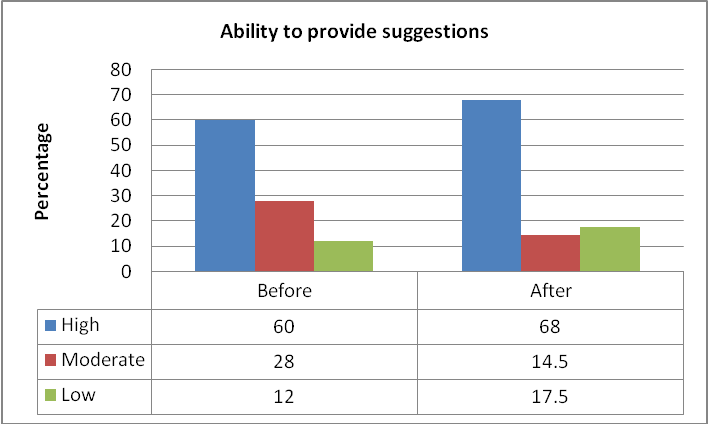 Ability to provide suggestions
Percentage
80
70
60
50
40
30
20
10
0
Before After
High 60 68
Moderate 28 14.5
Low 12 17.5